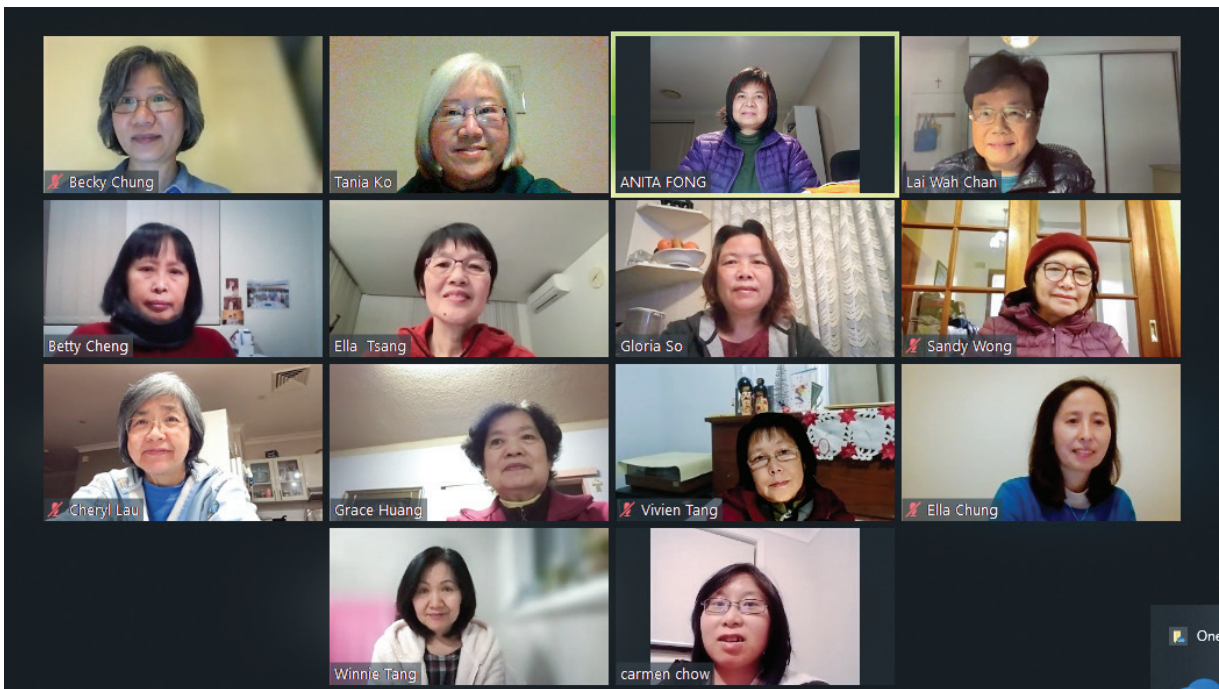 Becky Chung
Tania Ko
ANITA FONG
Lai Wah Chan
Betty Cheng
Ella Tsang
Gloria So
Sandy Wong
Cheryl Lau
Grace Huang
Vivien Tang
Ella Chung
Winnie Tang
carmen chow
One